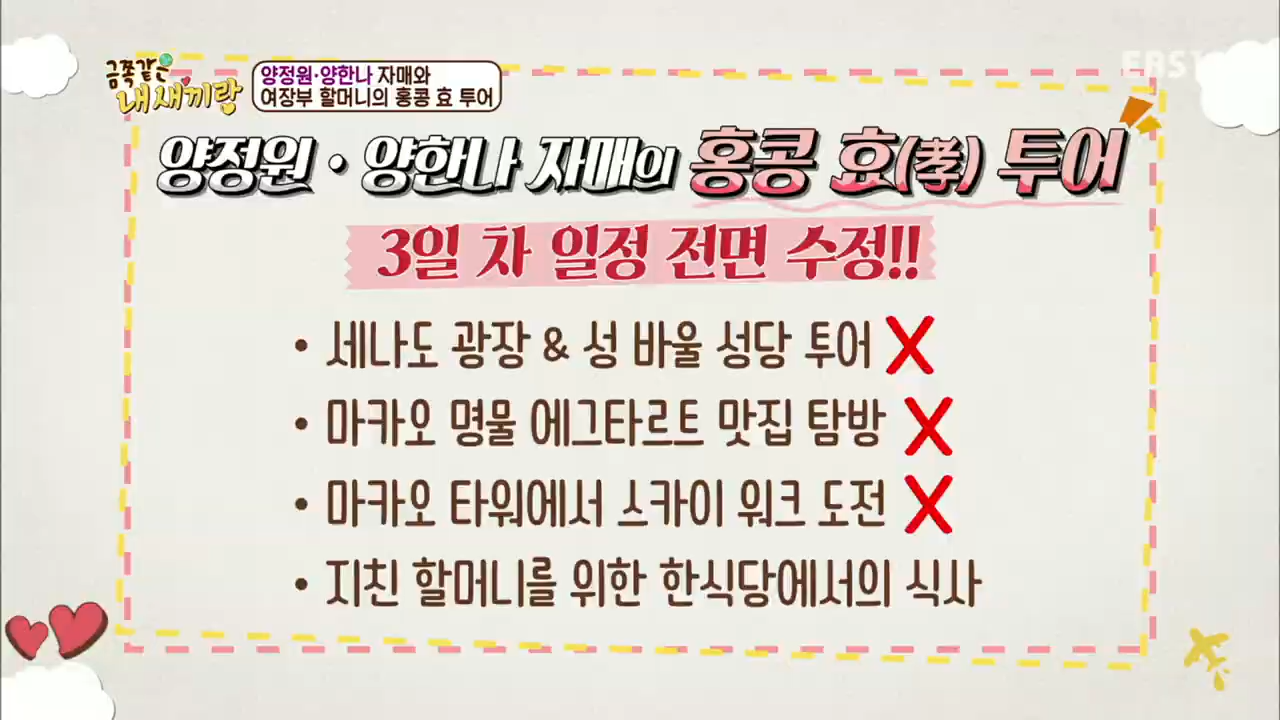 금쪽같은
내새끼랑
양정원·양한나 자매와
여장부 할머니의 홍콩 효 투어
EAST
양정원·양한나 자매의 홍콩 효(孝) 투어
3일 차 일정 전면 수정!!
• 세나도 광장 & 성 바울 성당 투어 X
• 마카오 명물 에그타르트 맛집 탐방 X
• 마카오 타워에서 스카이 워크 도전 X
• 지친 할머니를 위한 한식당에서의 식사